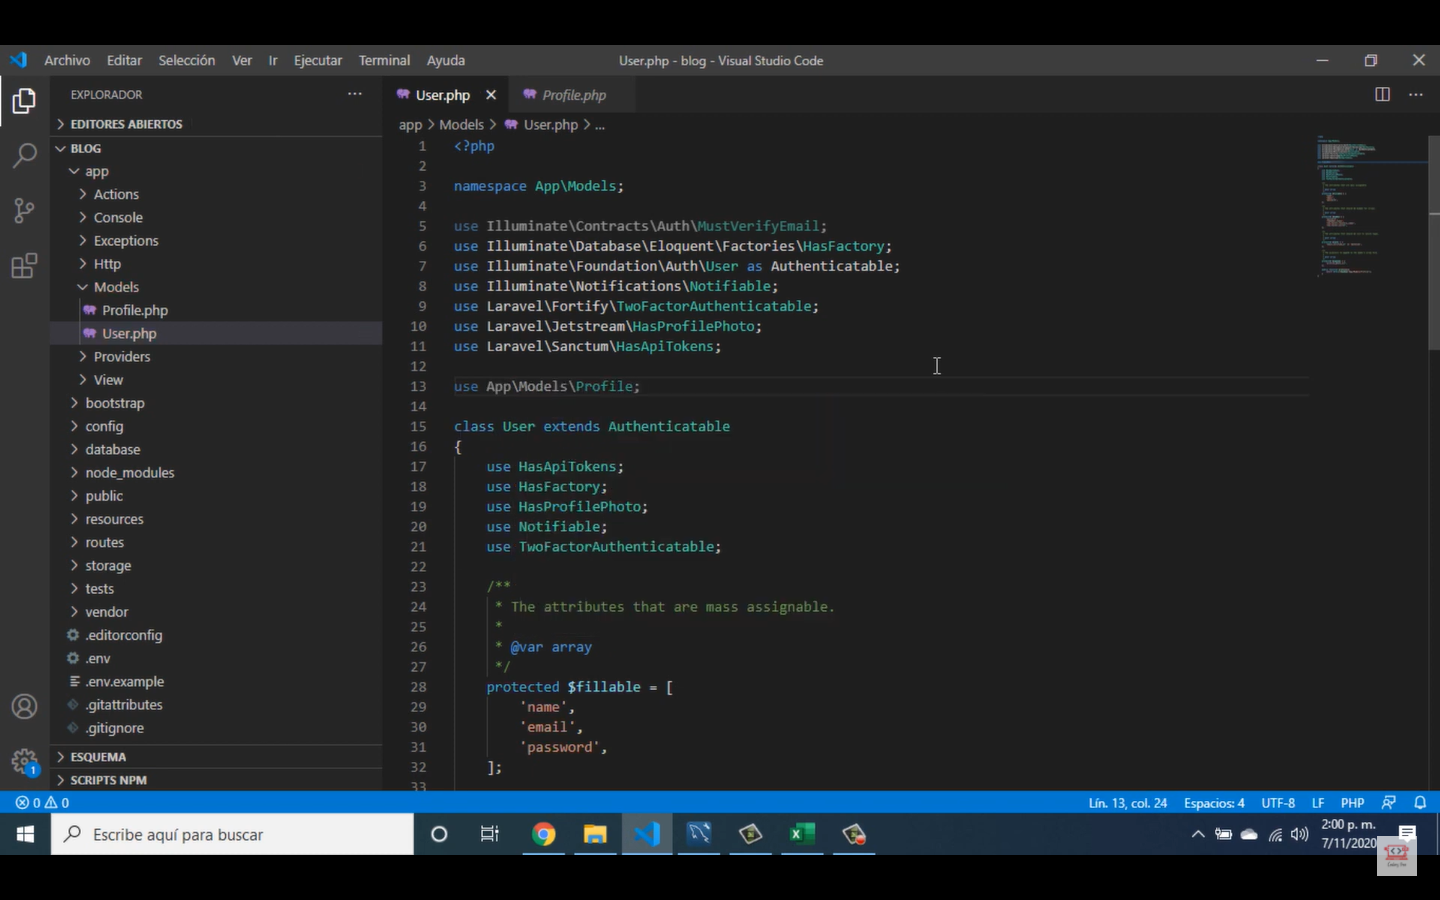 Archivo Editar Selección Ver Ir Ejecutar Terminal Ayuda User.php - blog - Visual Studio Code
EXPLORADOR
EDITORES ABIERTOS
BLOG
app
Actions
Console
Exceptions
Http
Models
Profile.php
User.php
Providers
View
bootstrap
config
database
node_modules
public
resources
routes
storage
tests
vendor
.editorconfig
.env
.env.example
.gitattributes
.gitignore
ESQUEMA
SCRIPTS NPM
User.php Profile.php
app > Models > User.php > ...
1 <?php
2
3 namespace App\Models;
4
5 use Illuminate\Contracts\Auth\MustVerifyEmail;
6 use Illuminate\Database\Eloquent\Factories\HasFactory;
7 use Illuminate\Foundation\Auth\User as Authenticatable;
8 use Illuminate\Notifications\Notifiable;
9 use Laravel\Fortify\TwoFactorAuthenticatable;
10 use Laravel\Jetstream\HasProfilePhoto;
11 use Laravel\Sanctum\HasApiTokens;
12
13 use App\Models\Profile;
14
15 class User extends Authenticatable
16 {
17 use HasApiTokens;
18 use HasFactory;
19 use HasProfilePhoto;
20 use Notifiable;
21 use TwoFactorAuthenticatable;
22
23 /**
24 * The attributes that are mass assignable.
25 *
26 * @var array
27 */
28 protected $fillable = [
29 'name',
30 'email',
31 'password',
32 ];
33
1
0 0 Lín. 13, col. 24 Espacios: 4 UTF-8 LF PHP
Escribe aquí para buscar
2:00 p. m.
7/11/2020